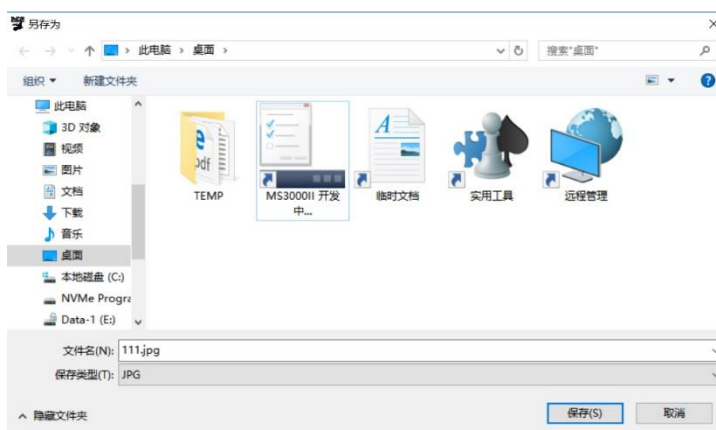 另存为
此电脑 › 桌面 ›
搜索"桌面"
组织
新建文件夹
此电脑
3D 对象
视频
图片
文档
下载
音乐
桌面
本地磁盘 (C:)
NVMe Progra
Data-1 (E:)
TEMP
MS3000II 开发
中...
临时文档
实用工具
远程管理
文件名(N): 111.jpg
保存类型(T): JPG
隐藏文件夹
保存(S)
取消